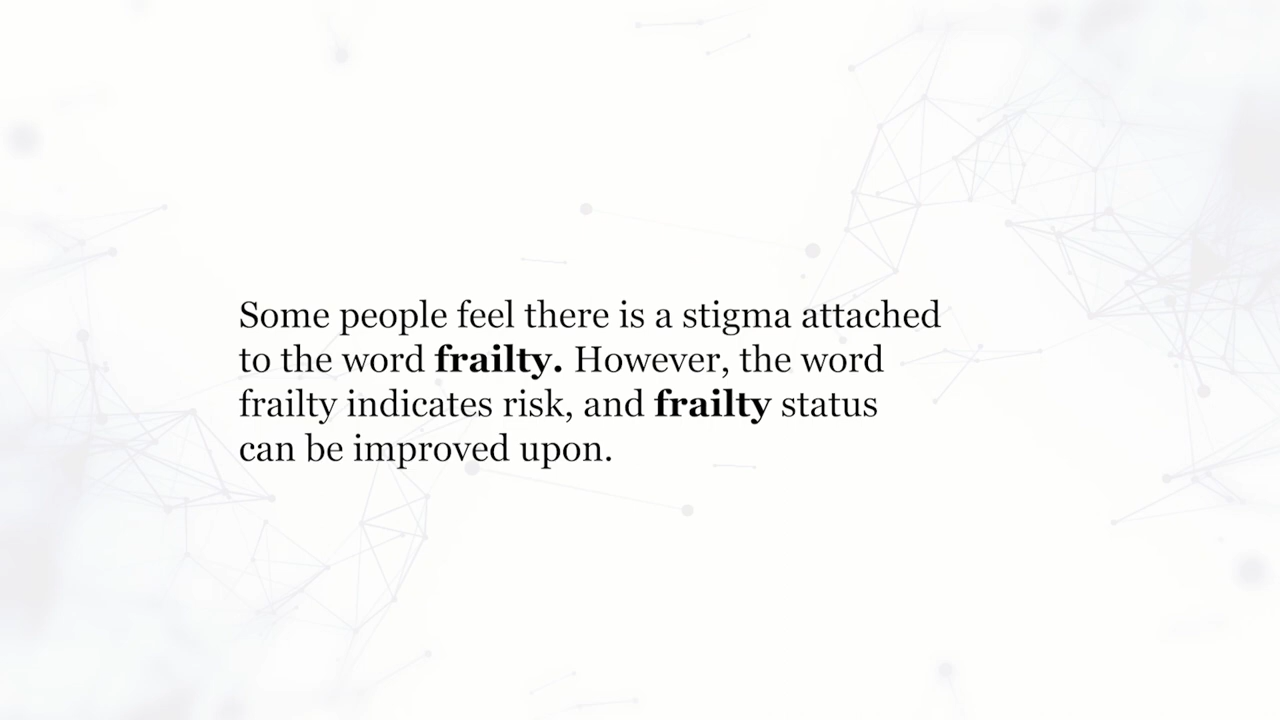 Some people feel there is a stigma attached
to the word frailty. However, the word
frailty indicates risk, and frailty status
can be improved upon.